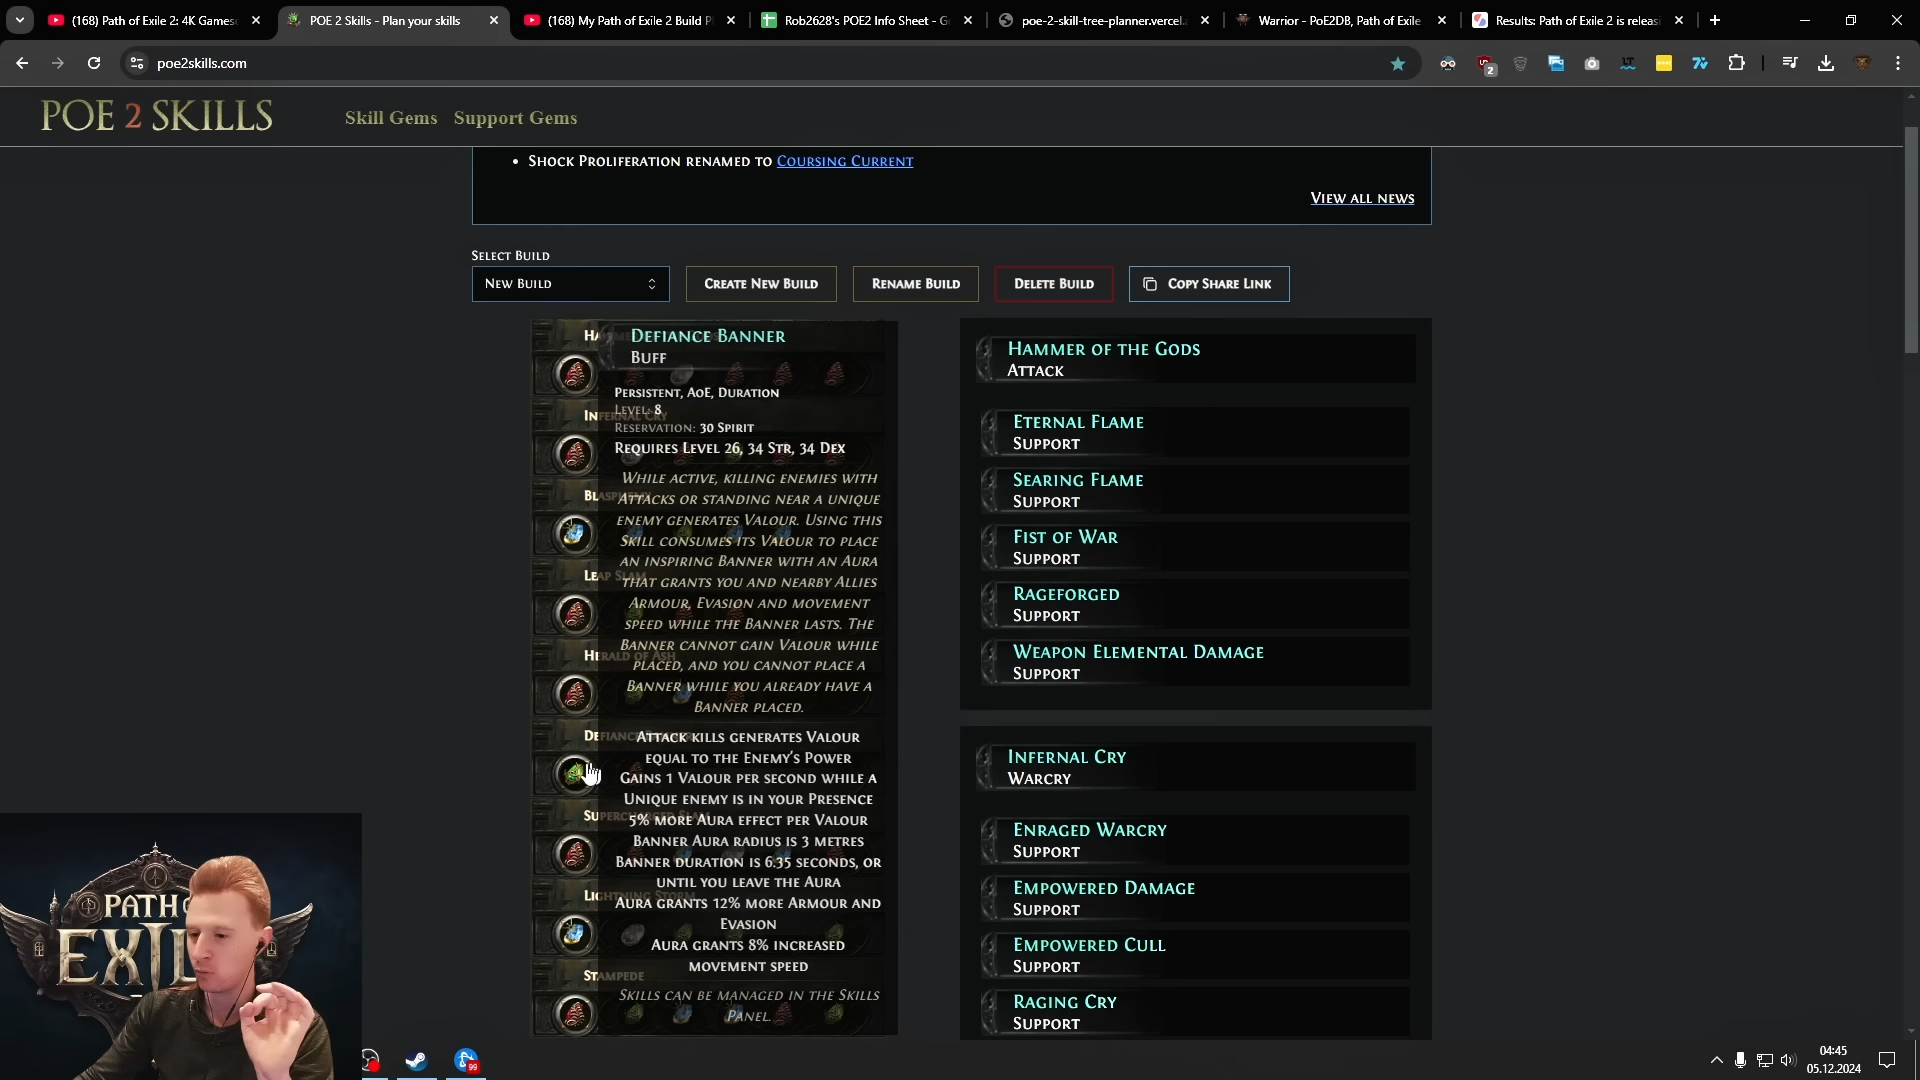 (168) Path of Exile 2: 4K Games
POE 2 Skills - Plan your skills
(168) My Path of Exile 2 Build P
Rob2628's POE2 Info Sheet - G
poe-2-skill-tree-planner.vercel.
Warrior - PoE2DB, Path of Exile
Results: Path of Exile 2 is releas
poe2skills.com
2
POE 2 SKILLS
Skill Gems
Support Gems
Shock Proliferation renamed to Coursing Current
View all news
Select Build
New Build
Create New Build
Rename Build
Delete Build
Copy Share Link
Defiance Banner
Buff
Persistent, AoE, Duration
Level: 8
Reservation: 30 Spirit
Requires Level 26, 34 Str, 34 Dex
While active, killing enemies with
Attacks or standing near a Unique
enemy generates Valour. Using this
Skill consumes its Valour to place
an inspiring Banner with an Aura
that grants you and nearby Allies
Armour, Evasion and movement
speed while the Banner lasts. The
Banner cannot gain Valour while
placed, and you cannot place a
Banner while you already have a
Banner placed.
Attack kills generates Valour
equal to the Enemy's Power
Gains 1 Valour per second while a
Unique enemy is in your Presence
5% more Aura effect per Valour
Banner Aura radius is 3 metres
Banner duration is 6.35 seconds, or
until you leave the Aura
Aura grants 12% more Armour and
Evasion
Aura grants 8% increased
movement speed
Skills can be managed in the Skills
Panel.
Infernal Cry
Leap Slam
Herald of Ash
Stampede
Hammer of the Gods
Attack
Eternal Flame
Support
Searing Flame
Support
Fist of War
Support
Rageforged
Support
Weapon Elemental Damage
Support
Infernal Cry
Warcry
Enraged Warcry
Support
Empowered Damage
Support
Empowered Cull
Support
Raging Cry
Support
PATH
EXIL
99
04:45
05.12.2024